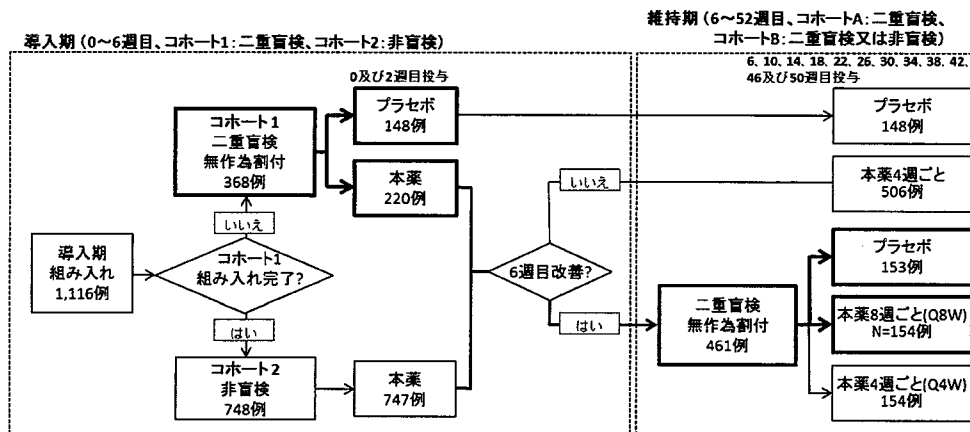 導入期(0~6週目、コホート1:二重盲検、コホート2:非盲検)
維持期(6~52週目、コホートA:二重盲検、
コホートB:二重盲検又は非盲検)
6、10、14、18、22、26、30、34、38、42、
46及び50週目投与
0及び2週目投与
導入期
組み入れ
1,116例
コホート1
組み入れ完了?
いいえ
コホート1
二重盲検
無作為割付
368例
はい
コホート2
非盲検
748例
プラセボ
148例
本薬
220例
本薬
747例
6週目改善?
いいえ
はい
二重盲検
無作為割付
461例
プラセボ
148例
本薬4週ごと
506例
プラセボ
153例
本薬8週ごと(Q8W)
N=154例
本薬4週ごと(Q4W)
154例